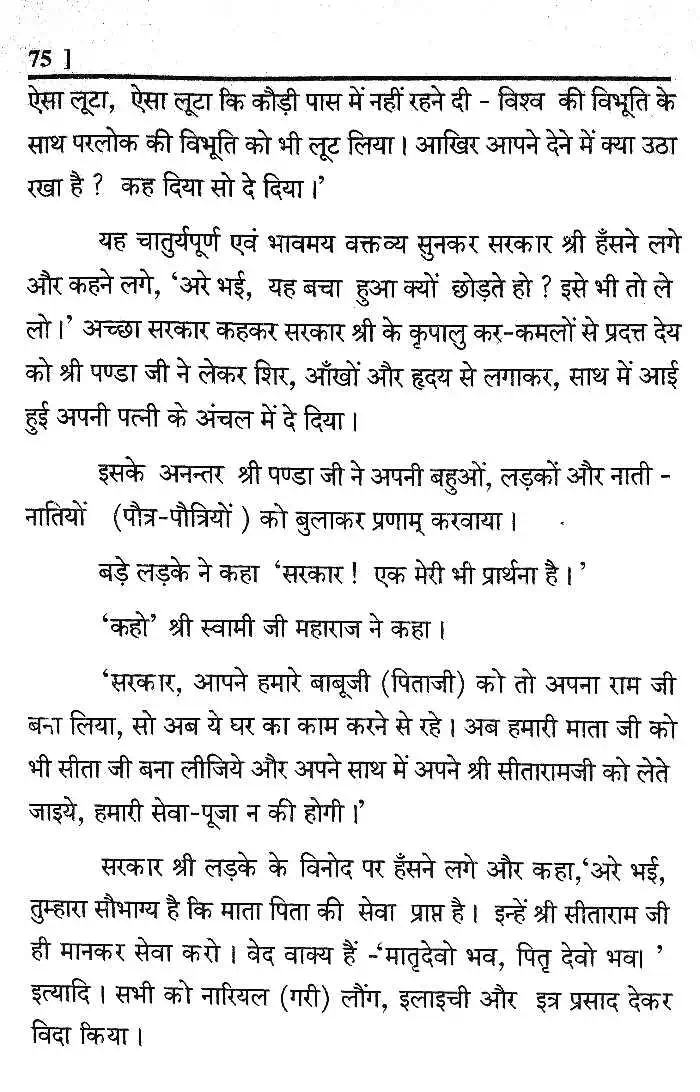 75 ]
ऐसा लूटा, ऐसा लूटा कि कौड़ी पास में नहीं रहने दी - विश्व की विभूति के
साथ परलोक की विभूति को भी लूट लिया। आखिर आपने देने में क्या उठा
रखा है ? कह दिया सो दे दिया।’
यह चातुर्यपूर्ण एवं भावमय वक्तव्य सुनकर सरकार श्री हँसने लगे
और कहने लगे, ‘अरे भई, यह बचा हुआ क्यों छोड़ते हो ? इसे भी तो ले
लो।’ अच्छा सरकार कहकर सरकार श्री के कृपालु कर-कमलों से प्रदत्त देय
को श्री पण्डा जी ने लेकर शिर, आँखों और हृदय से लगाकर, साथ में आई
हुई अपनी पत्नी के अंचल में दे दिया।
इसके अनन्तर श्री पण्डा जी ने अपनी बहुओं, लड़कों और नाती -
नातियों (पौत्र-पौत्रियों ) को बुलाकर प्रणाम् करवाया ।
बड़े लड़के ने कहा ‘सरकार ! एक मेरी भी प्रार्थना है। ’
‘कहो’ श्री स्वामी जी महाराज ने कहा।
‘सरकार, आपने हमारे बाबूजी (पिताजी) को तो अपना राम जी
बना लिया, सो अब ये घर का काम करने से रहे। अब हमारी माता जी को
भी सीता जी बना लीजिये और अपने साथ में अपने श्री सीतारामजी को लेते
जाइये, हमारी सेवा-पूजा न की होगी।’
सरकार श्री लड़के के विनोद पर हँसने लगे और कहा,‘अरे भई,
तुम्हारा सौभाग्य है कि माता पिता की सेवा प्राप्त है। इन्हें श्री सीताराम जी
ही मानकर सेवा करो । वेद वाक्य हैं -‘मातृदेवो भव, पितृ देवो भव। ’
इत्यादि। सभी को नारियल (गरी) लौंग, इलाइची और इत्र प्रसाद देकर
विदा किया।